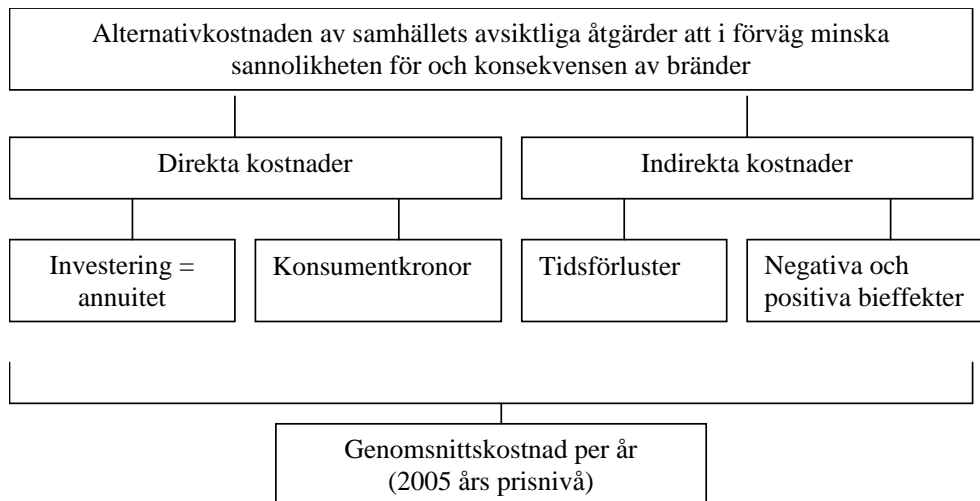 Alternativkostnaden av samhällets avsiktliga åtgärder att i förväg minska
sannolikheten för och konsekvensen av bränder
Direkta kostnader
Indirekta kostnader
Investering =
annuitet
Konsumentkronor
Tidsförluster
Negativa och
positiva bieffekter
Genomsnittskostnad per år
(2005 års prisnivå)